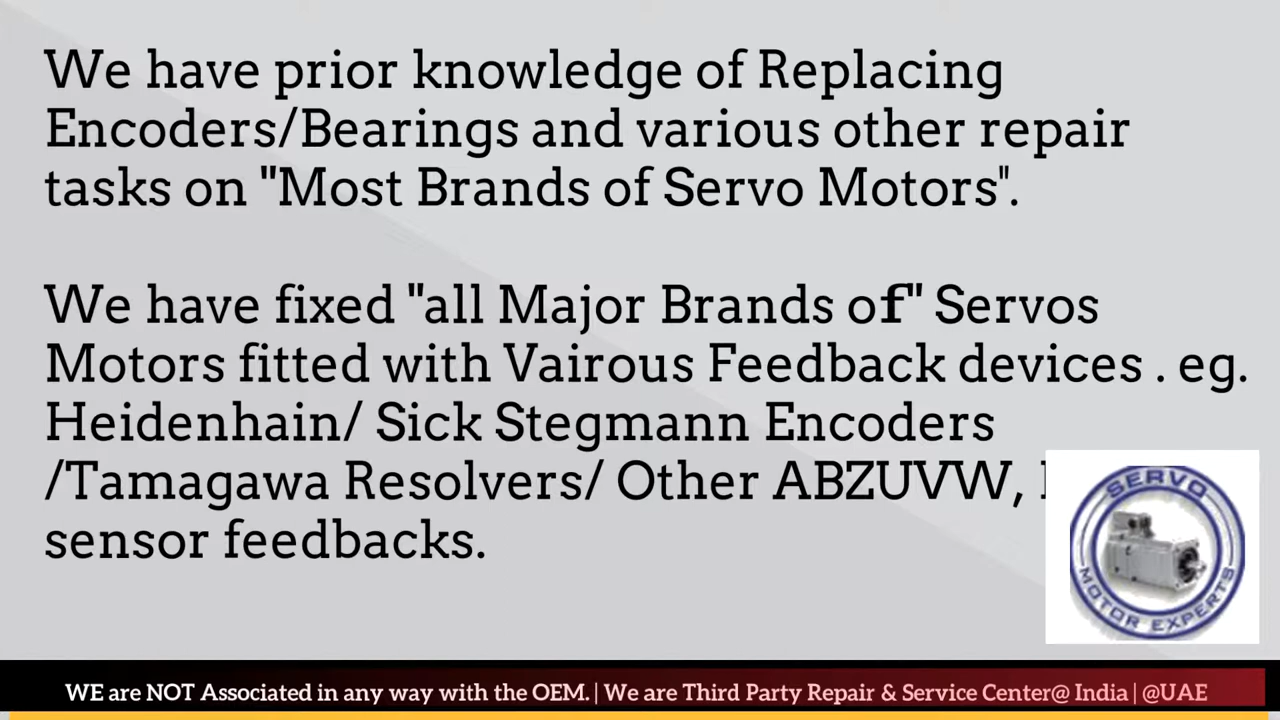 We have prior knowledge of Replacing
Encoders/Bearings and various other repair
tasks on "Most Brands of Servo Motors".
We have fixed "all Major Brands of" Servos
Motors fitted with Vairous Feedback devices . eg.
Heidenhain/ Sick Stegmann Encoders
/Tamagawa Resolvers/ Other ABZUVW,
sensor feedbacks.
SERVO
MOTOR EXPERTS
WE are NOT Associated in any way with the OEM. | We are Third Party Repair & Service Center@ India | @UAE